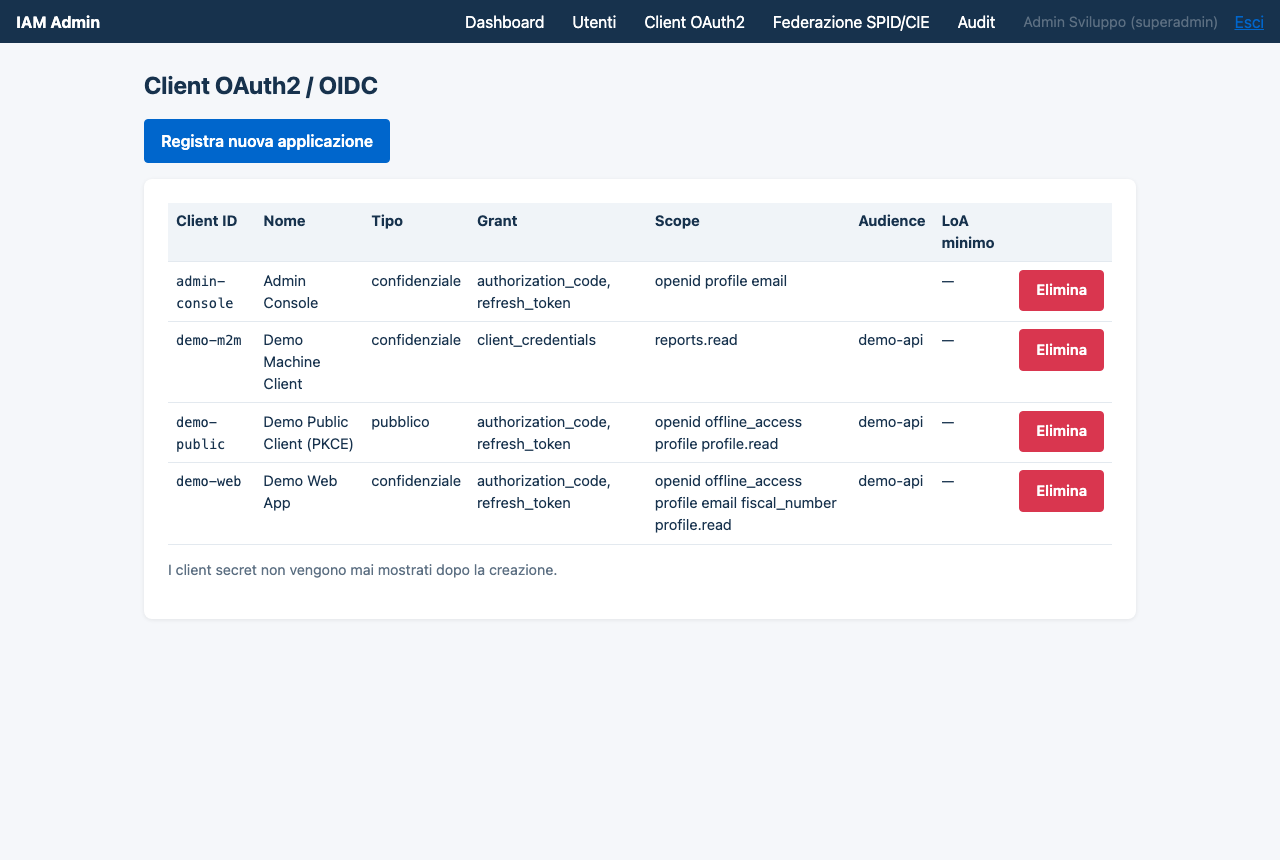 IAM Admin Dashboard Utenti Client OAuth2 Federazione SPID/CIE Audit Admin Sviluppo (superadmin) Esci
Client OAuth2 / OIDC
Registra nuova applicazione
Client ID Nome Tipo Grant Scope Audience LoA
minimo
admin- Admin confidenziale authorization_code, openid profile email — Elimina
console Console refresh_token
demo-m2m Demo confidenziale client_credentials reports.read demo-api — Elimina
Machine
Client
demo- Demo Public pubblico authorization_code, openid offline_access demo-api — Elimina
public Client (PKCE) refresh_token profile profile.read
demo-web Demo Web confidenziale authorization_code, openid offline_access demo-api — Elimina
App refresh_token profile email fiscal_number
profile.read
I client secret non vengono mai mostrati dopo la creazione.